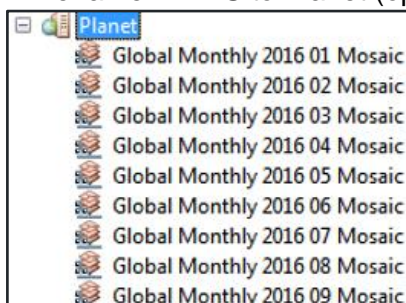 Planet
Global Monthly 2016 01 Mosaic
Global Monthly 2016 02 Mosaic
Global Monthly 2016 03 Mosaic
Global Monthly 2016 04 Mosaic
Global Monthly 2016 05 Mosaic
Global Monthly 2016 06 Mosaic
Global Monthly 2016 07 Mosaic
Global Monthly 2016 08 Mosaic
Global Monthly 2016 09 Mosaic